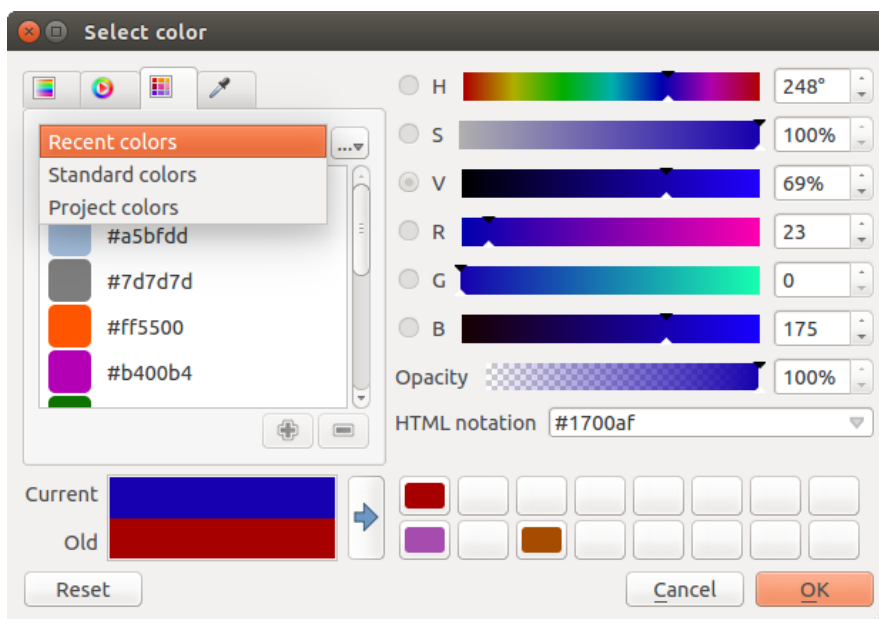 Select color
H 248°
S 100%
V 69%
R 23
G 0
B 175
Opacity 100%
HTML notation #1700af
Recent colors
...
Standard colors
Project colors
#a5bfdd
#7d7d7d
#ff5500
#b400b4
Current
Old
Reset
Cancel
OK